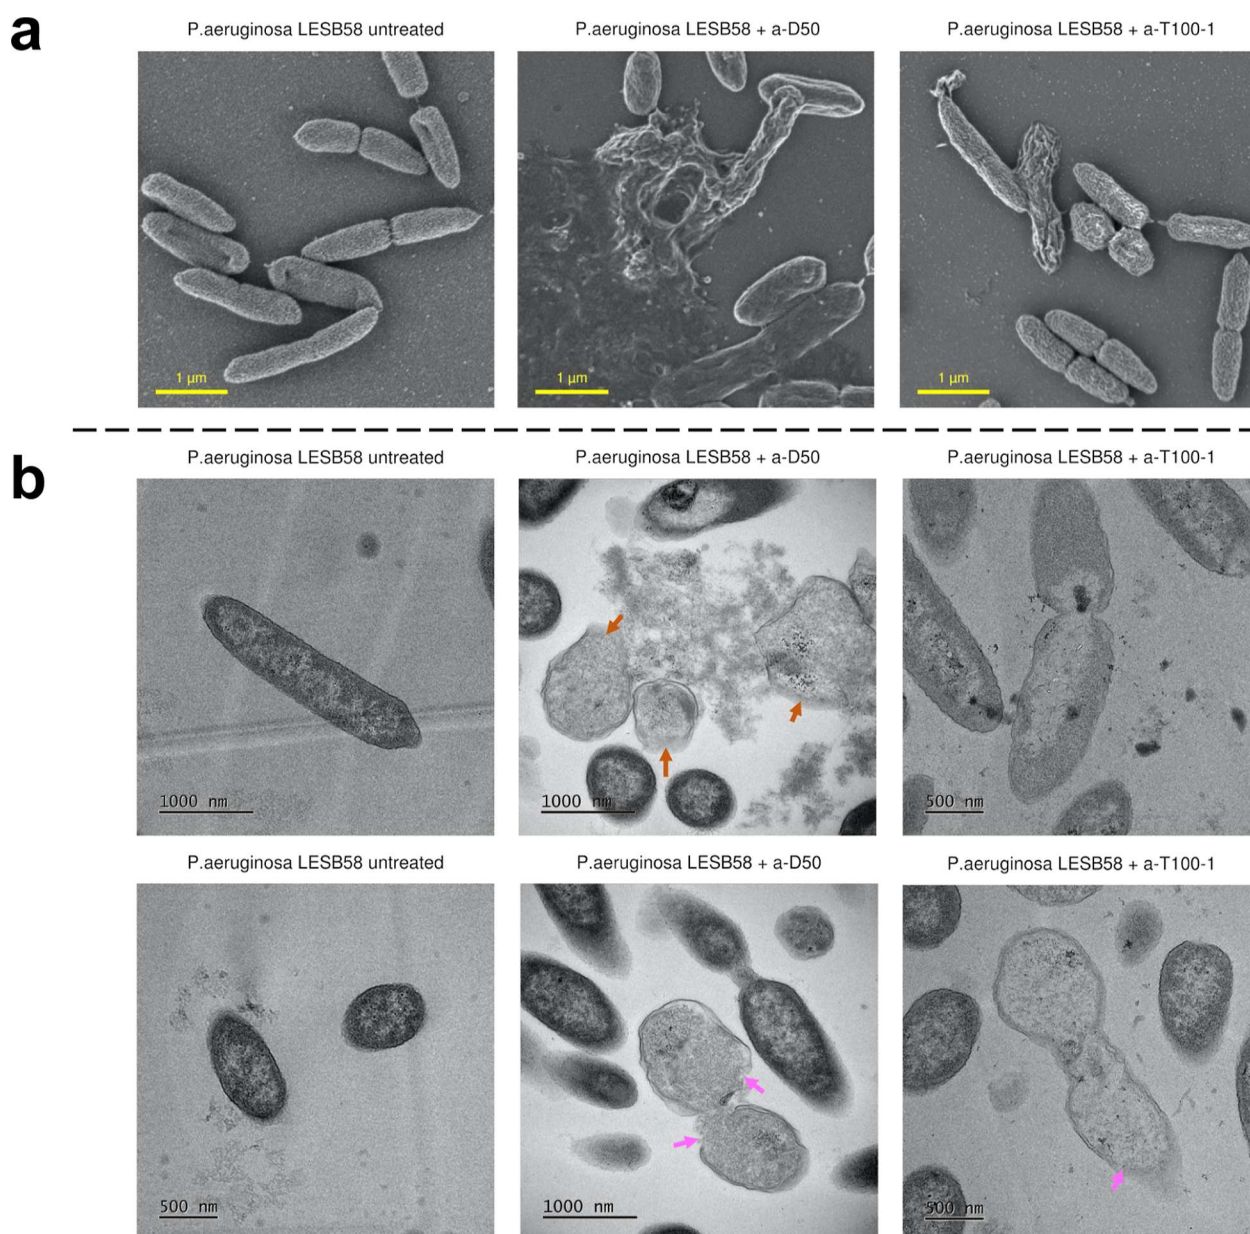 a
P.aeruginosa LESB58 untreated
P.aeruginosa LESB58 + a-D50
P.aeruginosa LESB58 + a-T100-1
1 µm
1 µm
1 µm
b
P.aeruginosa LESB58 untreated
P.aeruginosa LESB58 + a-D50
P.aeruginosa LESB58 + a-T100-1
1000 nm
1000 nm
500 nm
P.aeruginosa LESB58 untreated
P.aeruginosa LESB58 + a-D50
P.aeruginosa LESB58 + a-T100-1
500 nm
1000 nm
500 nm